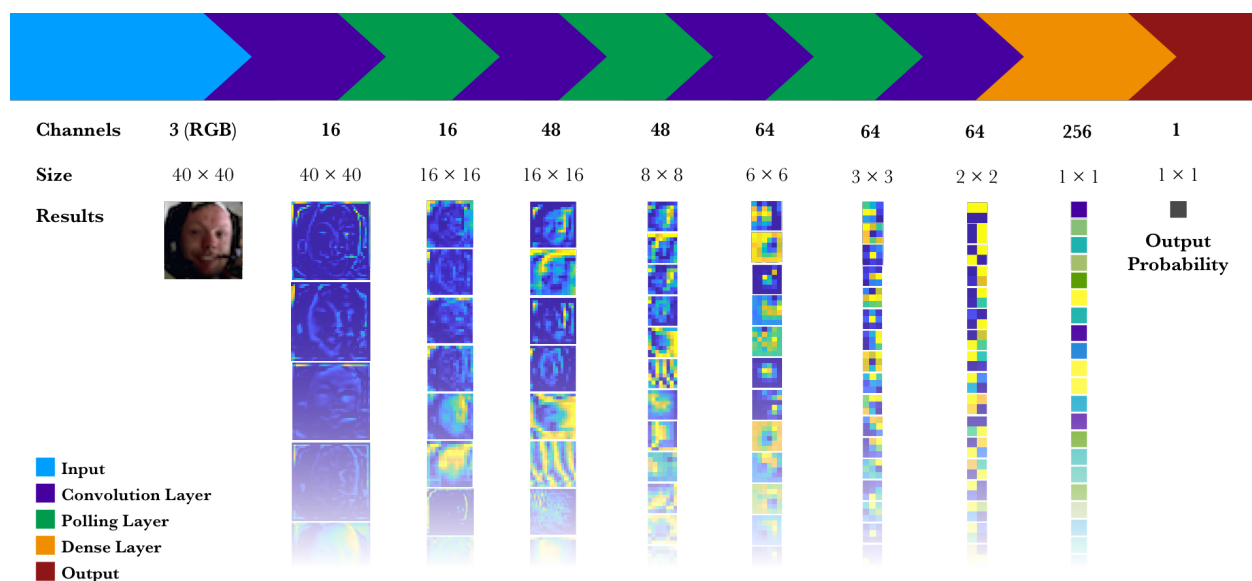 Channels 3 (RGB) 16 16 48 48 64 64 64 256 1
Size 40 × 40 40 × 40 16 × 16 16 × 16 8 × 8 6 × 6 3 × 3 2 × 2 1 × 1 1 × 1
Results
Output
Probability
Input
Convolution Layer
Polling Layer
Dense Layer
Output